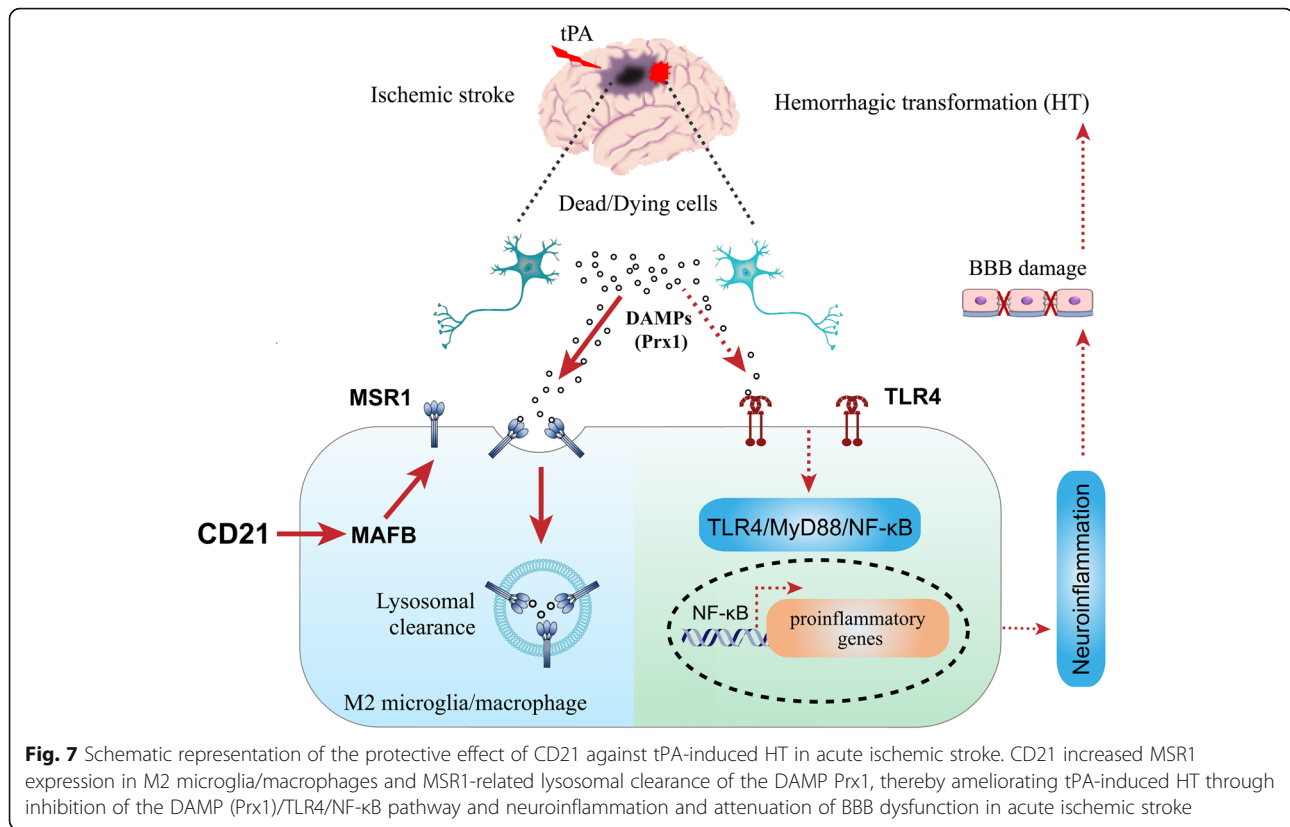 tPA
Ischemic stroke
Hemorrhagic transformation (HT)
Dead/Dying cells
BBB damage
DAMPs
(Prx1)
MSR1
TLR4
CD21
MAFB
TLR4/MyD88/NF-κB
Lysosomal
clearance
NF-κB
proinflammatory
genes
Neuroinflammation
M2 microglia/macrophage
Fig. 7 Schematic representation of the protective effect of CD21 against tPA-induced HT in acute ischemic stroke. CD21 increased MSR1
expression in M2 microglia/macrophages and MSR1-related lysosomal clearance of the DAMP Prx1, thereby ameliorating tPA-induced HT through
inhibition of the DAMP (Prx1)/TLR4/NF-κB pathway and neuroinflammation and attenuation of BBB dysfunction in acute ischemic stroke